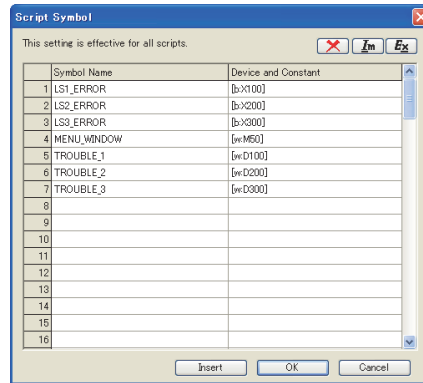 Script Symbol
This setting is effective for all scripts.
Im Ex
Symbol Name Device and Constant
1 LS1_ERROR [b:X100]
2 LS2_ERROR [b:X200]
3 LS3_ERROR [b:X300]
4 MENU_WINDOW [w:M50]
5 TROUBLE_1 [w:D100]
6 TROUBLE_2 [w:D200]
7 TROUBLE_3 [w:D300]
8
9
10
11
12
13
14
15
16
Insert OK Cancel